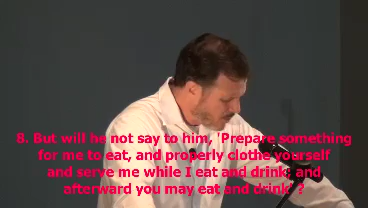 8. But will he not say to him, 'Prepare something
for me to eat, and properly clothe yourself
and serve me while I eat and drink; and
afterward you may eat and drink' ?